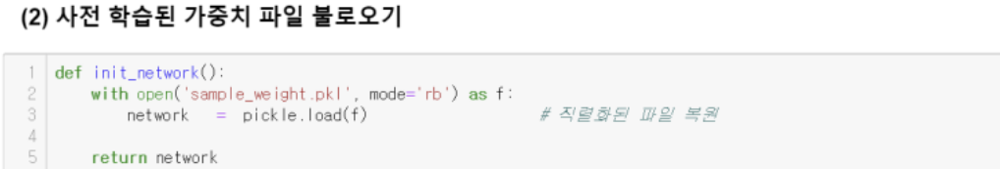 (2) 사전 학습된 가중치 파일 불로오기
1 def init_network():
2     with open('sample_weight.pkl', mode='rb') as f:
3         network   =  pickle.load(f)                    # 직렬화된 파일 복원
4
5     return network